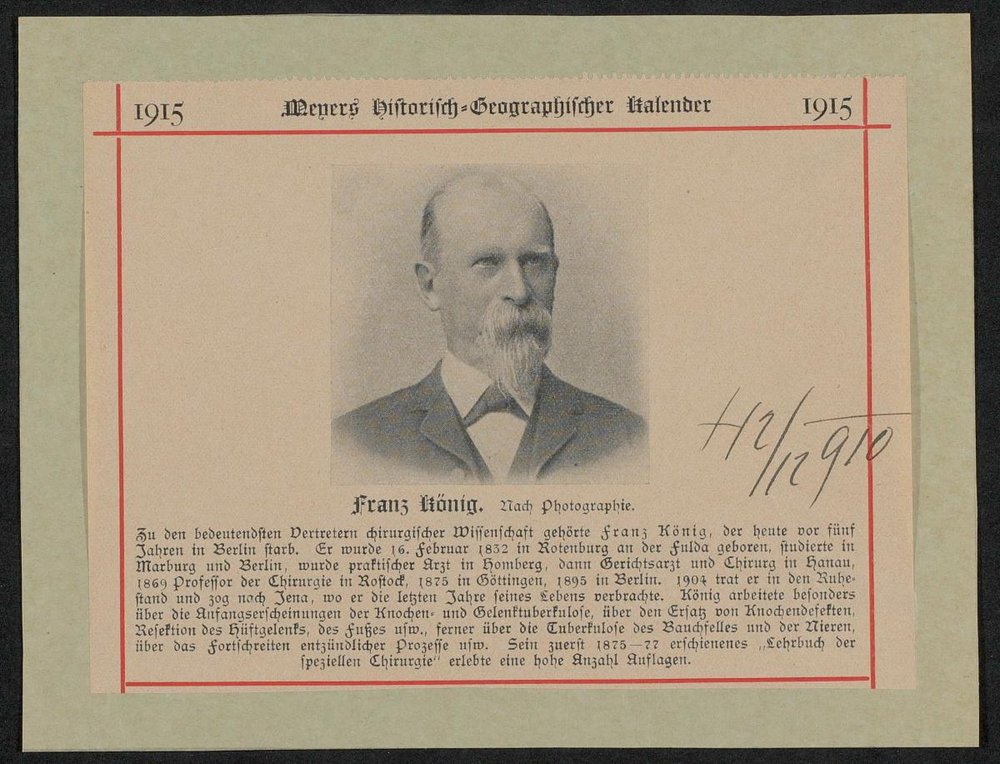 1915 Meyers Historisch-Geographischer Kalender 1915
Franz König. Nach Photographie.
Zu den bedeutendsten Vertretern chirurgischer Wissenschaft gehörte Franz König, der heute vor fünf
Jahren in Berlin starb. Er wurde 16. Februar 1832 in Rotenburg an der Fulda geboren, studierte in
Marburg und Berlin, wurde praktischer Arzt in Homberg, dann Gerichtsarzt und Chirurg in Hanau,
1869 Professor der Chirurgie in Rostock, 1875 in Göttingen, 1895 in Berlin. 1904 trat er in den Ruhe-
stand und zog nach Jena, wo er die letzten Jahre seines Lebens verbrachte. König arbeitete besonders
über die Anfangserscheinungen der Knochen- und Gelenktuberkulose, über den Ersatz von Knochendefekten,
Resektion des Hüftgelenks, des Fußes usw., ferner über die Tuberkulose des Bauchfelles und der Nieren,
über das Fortschreiten entzündlicher Prozesse usw. Sein zuerst 1875—77 erschienenes „Lehrbuch der
speziellen Chirurgie“ erlebte eine hohe Anzahl Auflagen.
12/12 910